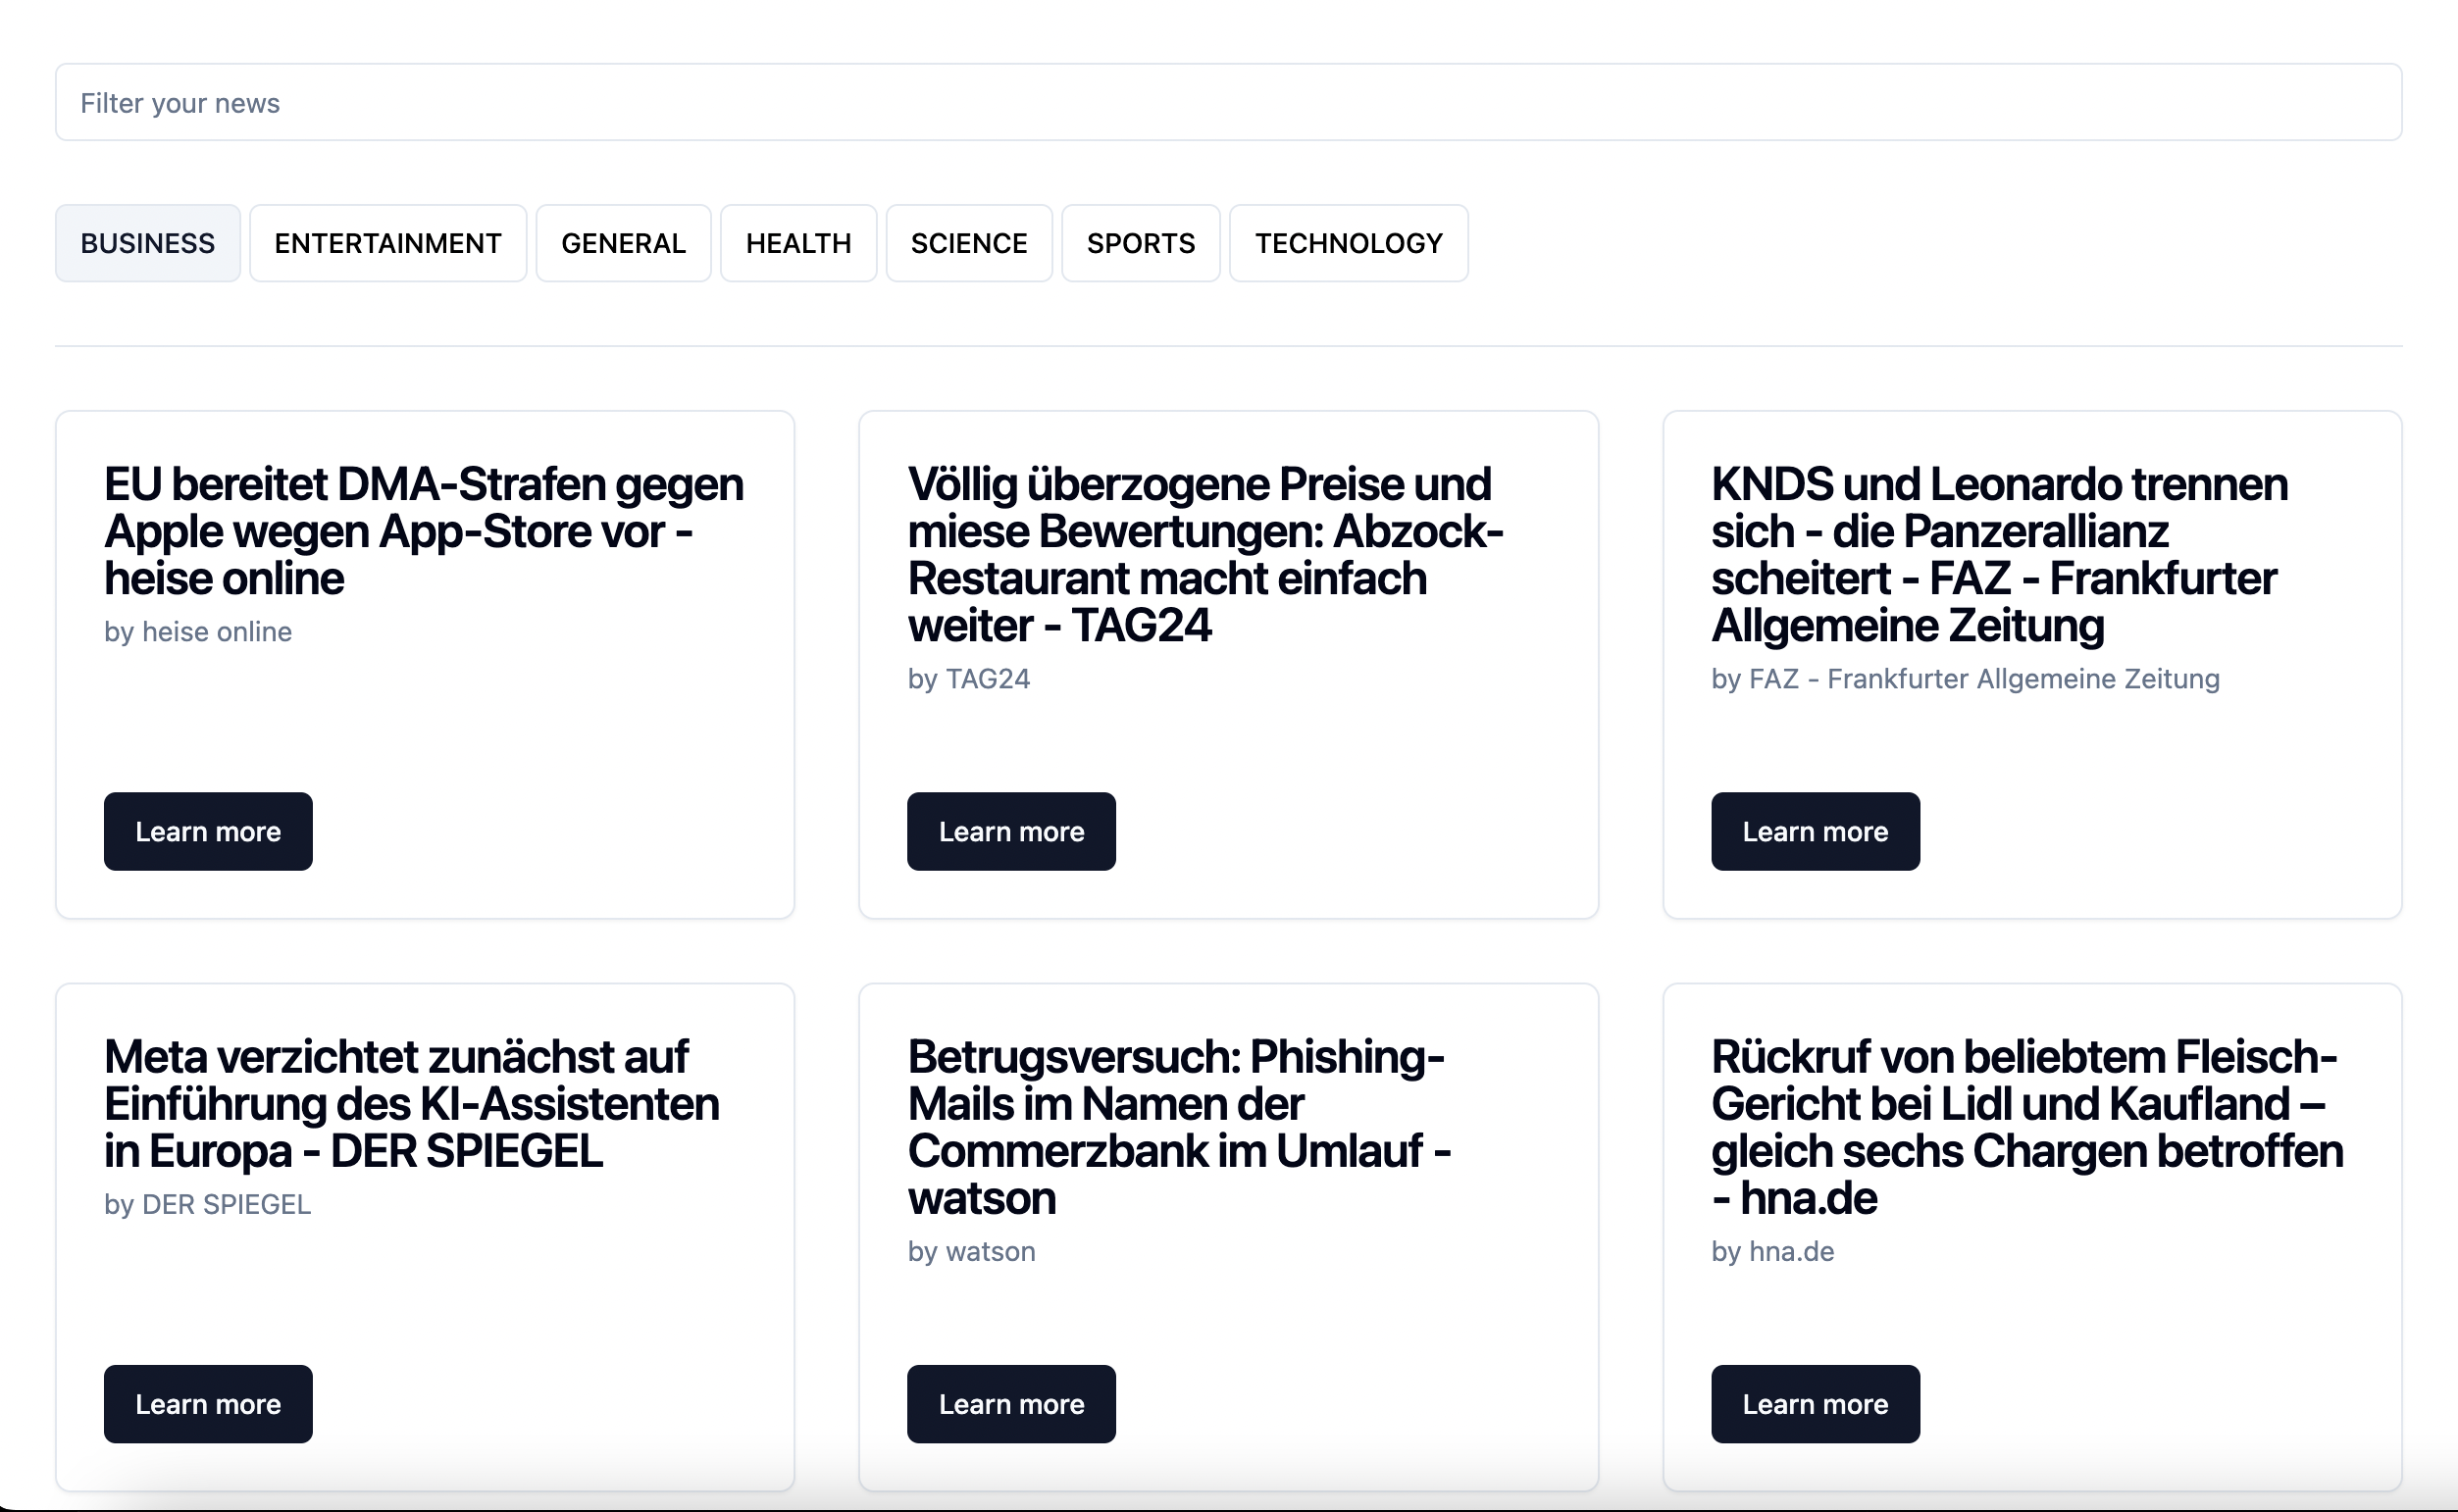 Filter your news
BUSINESS
ENTERTAINMENT
GENERAL
HEALTH
SCIENCE
SPORTS
TECHNOLOGY
EU bereitet DMA-Strafen gegen
Apple wegen App-Store vor -
heise online
by heise online
Learn more
Völlig überzogene Preise und
miese Bewertungen: Abzock-
Restaurant macht einfach
weiter - TAG24
by TAG24
Learn more
KNDS und Leonardo trennen
sich - die Panzerallianz
scheitert - FAZ - Frankfurter
Allgemeine Zeitung
by FAZ - Frankfurter Allgemeine Zeitung
Learn more
Meta verzichtet zunächst auf
Einführung des KI-Assistenten
in Europa - DER SPIEGEL
by DER SPIEGEL
Learn more
Betrugsversuch: Phishing-
Mails im Namen der
Commerzbank im Umlauf -
watson
by watson
Learn more
Rückruf von beliebtem Fleisch-
Gericht bei Lidl und Kaufland –
gleich sechs Chargen betroffen
- hna.de
by hna.de
Learn more